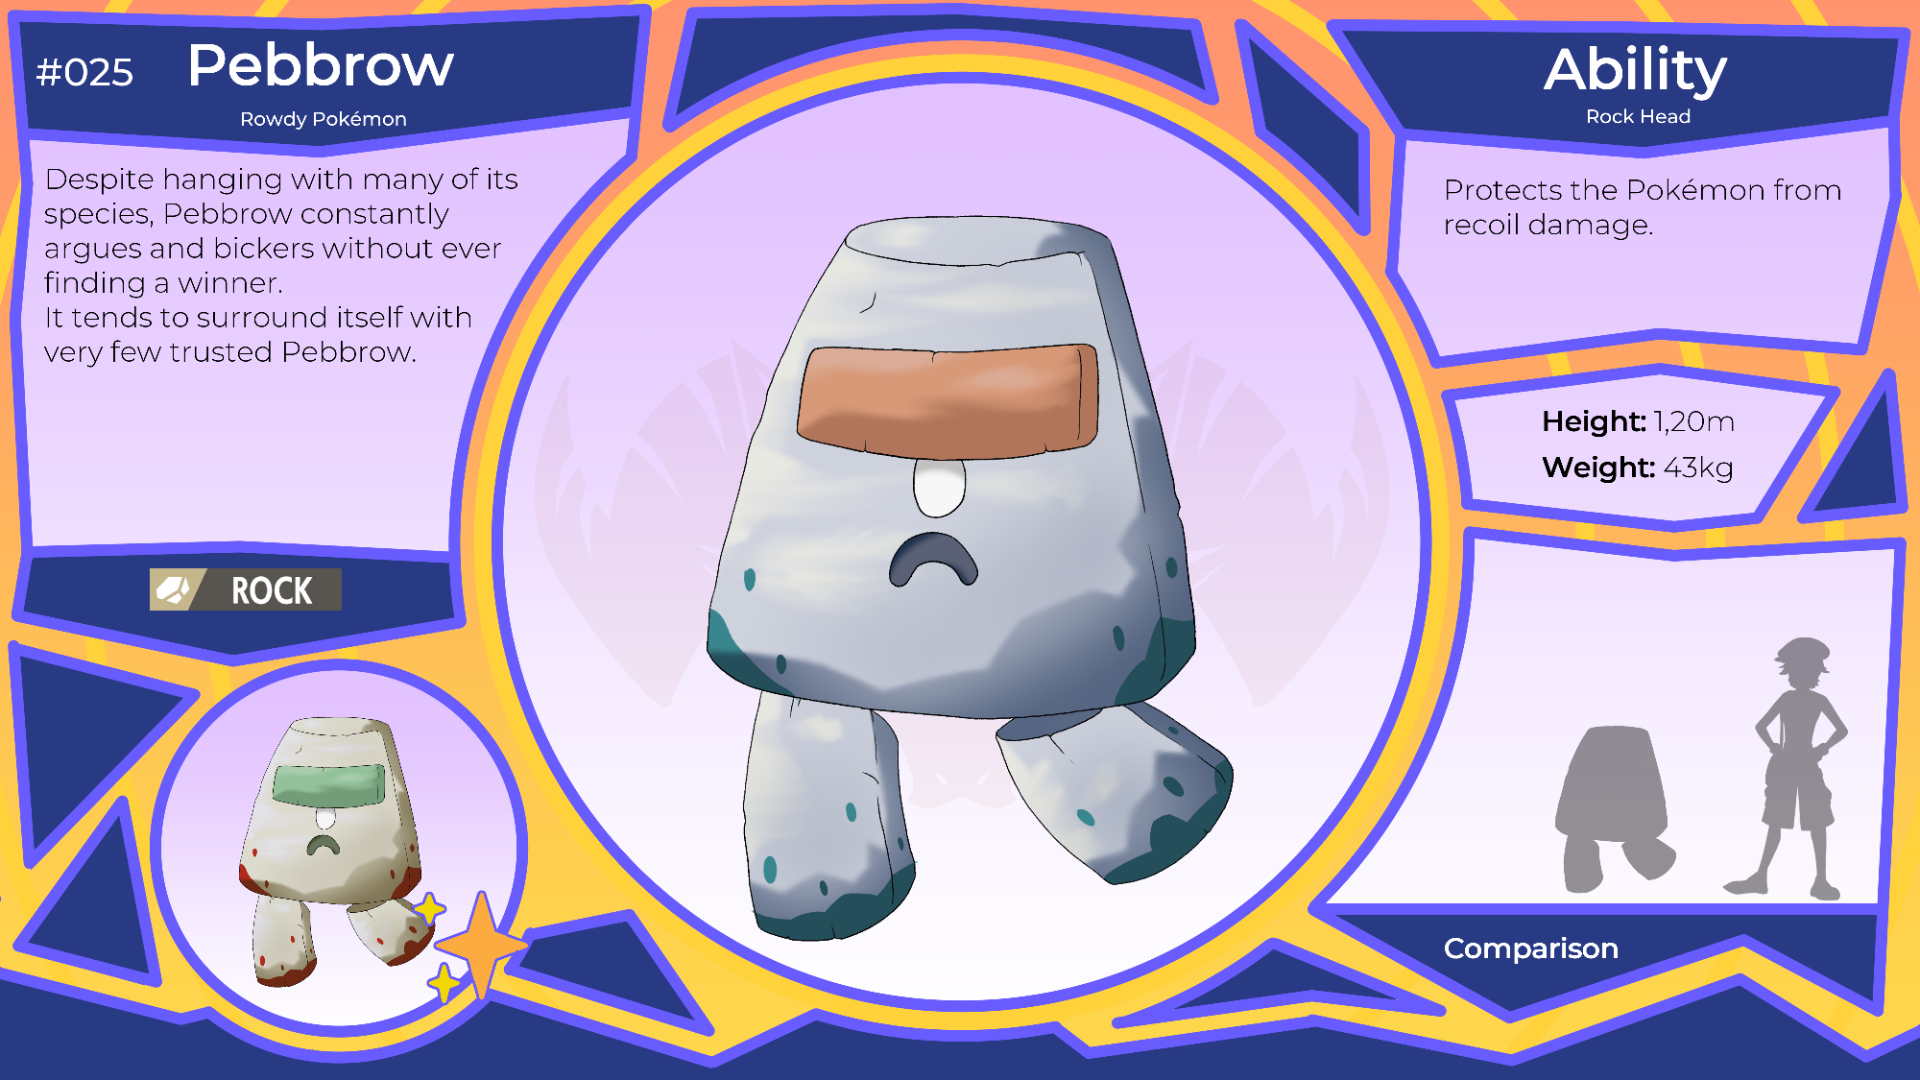 #025
Pebbrow
Rowdy Pokémon
Despite hanging with many of its
species, Pebbrow constantly
argues and bickers without ever
finding a winner.
It tends to surround itself with
very few trusted Pebbrow.
ROCK
Ability
Rock Head
Protects the Pokémon from
recoil damage.
Height: 1,20m
Weight: 43kg
Comparison